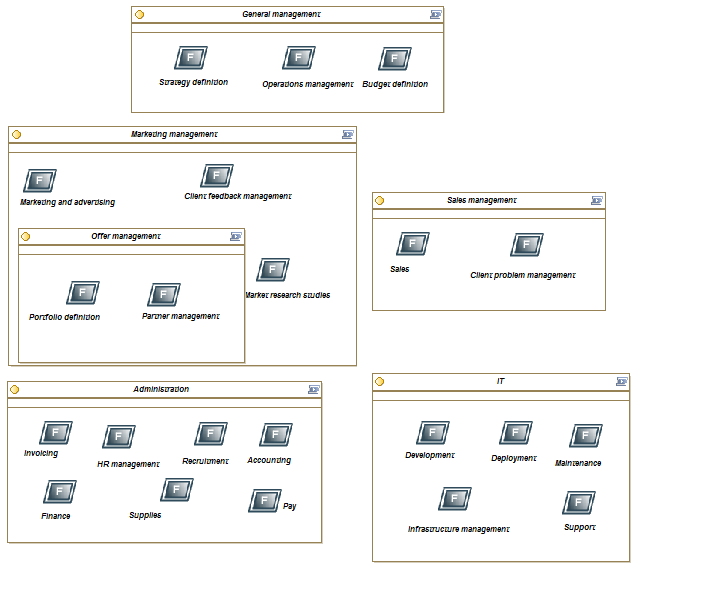 General management
F
F
F
Strategy definition
Operations management
Budget definition
Marketing management
F
F
Marketing and advertising
Client feedback management
Offer management
F
Market research studies
F
F
Portfolio definition
Partner management
Sales management
F
F
Sales
Client problem management
Administration
F
F
F
F
Invoicing
HR management
Recruitment
Accounting
F
F
F
Finance
Supplies
Pay
IT
F
F
F
Development
Deployment
Maintenance
F
F
Infrastructure management
Support